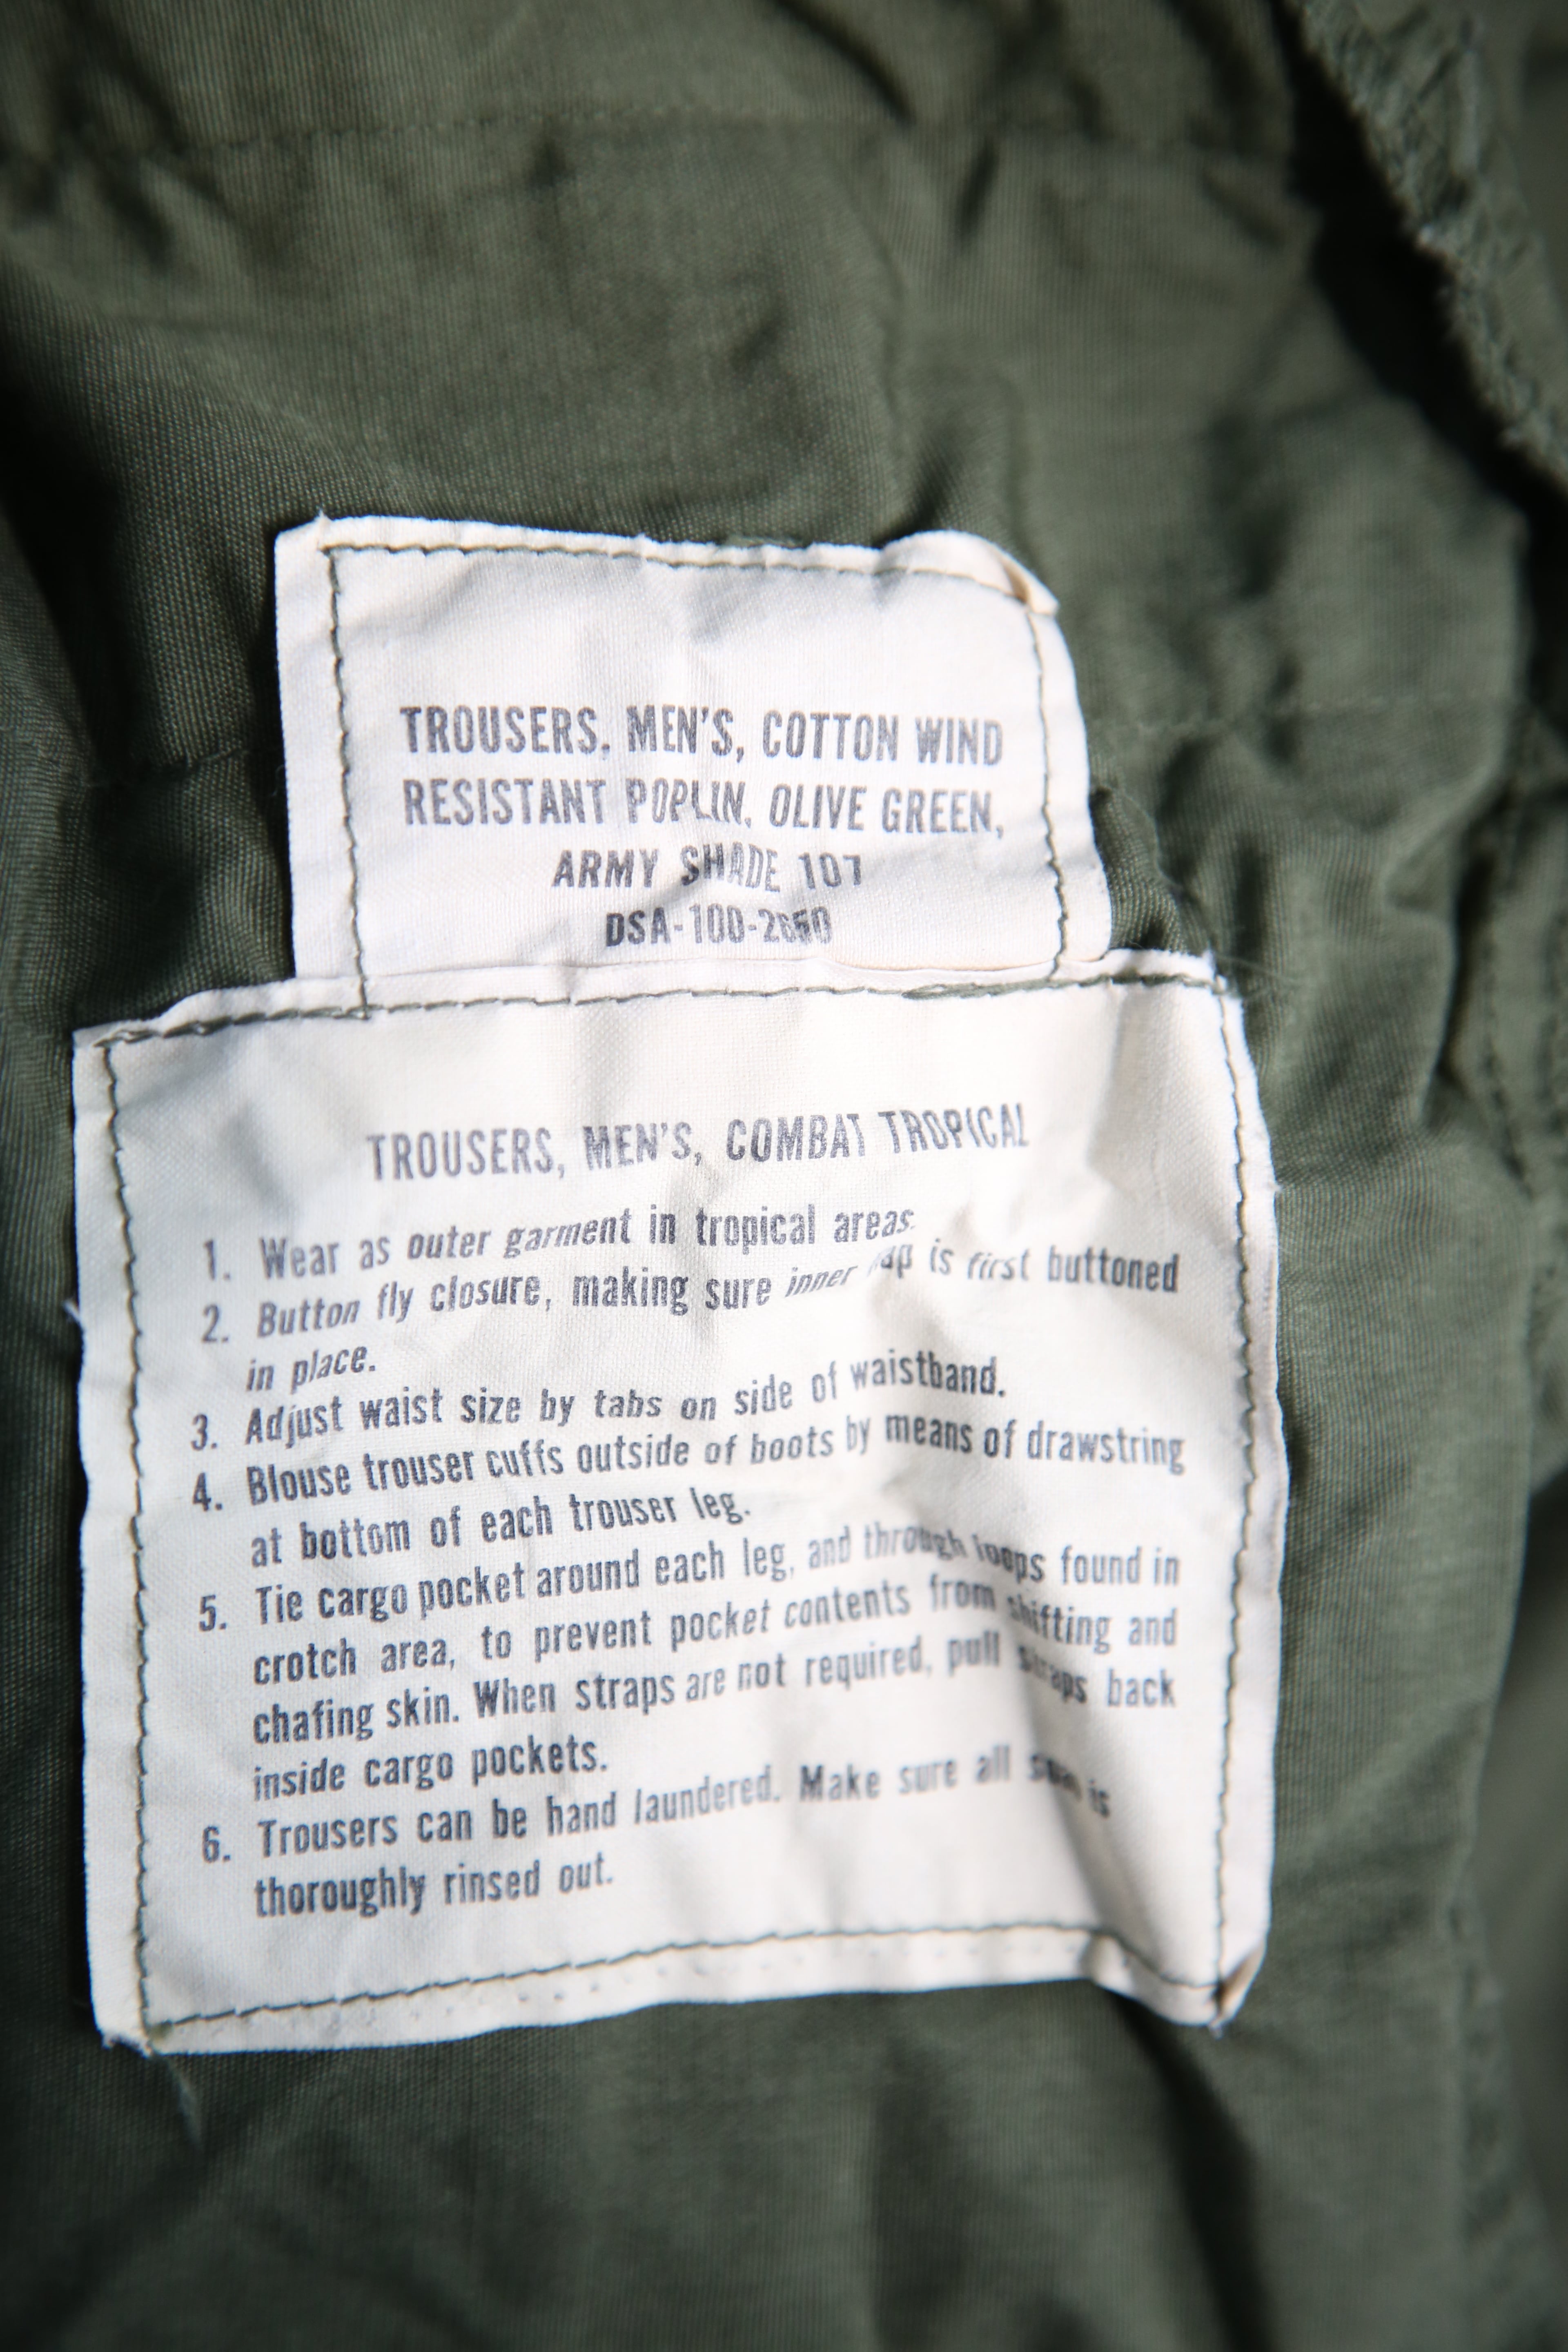 TROUSERS, MEN'S, COTTON WIND
RESISTANT POPLIN, OLIVE GREEN,
ARMY SHADE 107
TROUSERS, MEN'S, COMBAT TROPICAL
1. Wear as outer garment in tropical areas.
2. Button fly closure, making sure inner is first buttoned
in place.
3. Adjust waist size by tabs on side of waistband.
4. Blouse trouser cuffs outside of boots by means of drawstring
at bottom of each trouser leg.
5. Tie cargo pocket around each leg, and through loops found in
crotch area, to prevent pocket contents from shifting and
chafing skin. When straps are not required, pull straps back
inside cargo pockets.
6. Trousers can be hand laundered. Make sure all soap is
thoroughly rinsed out.